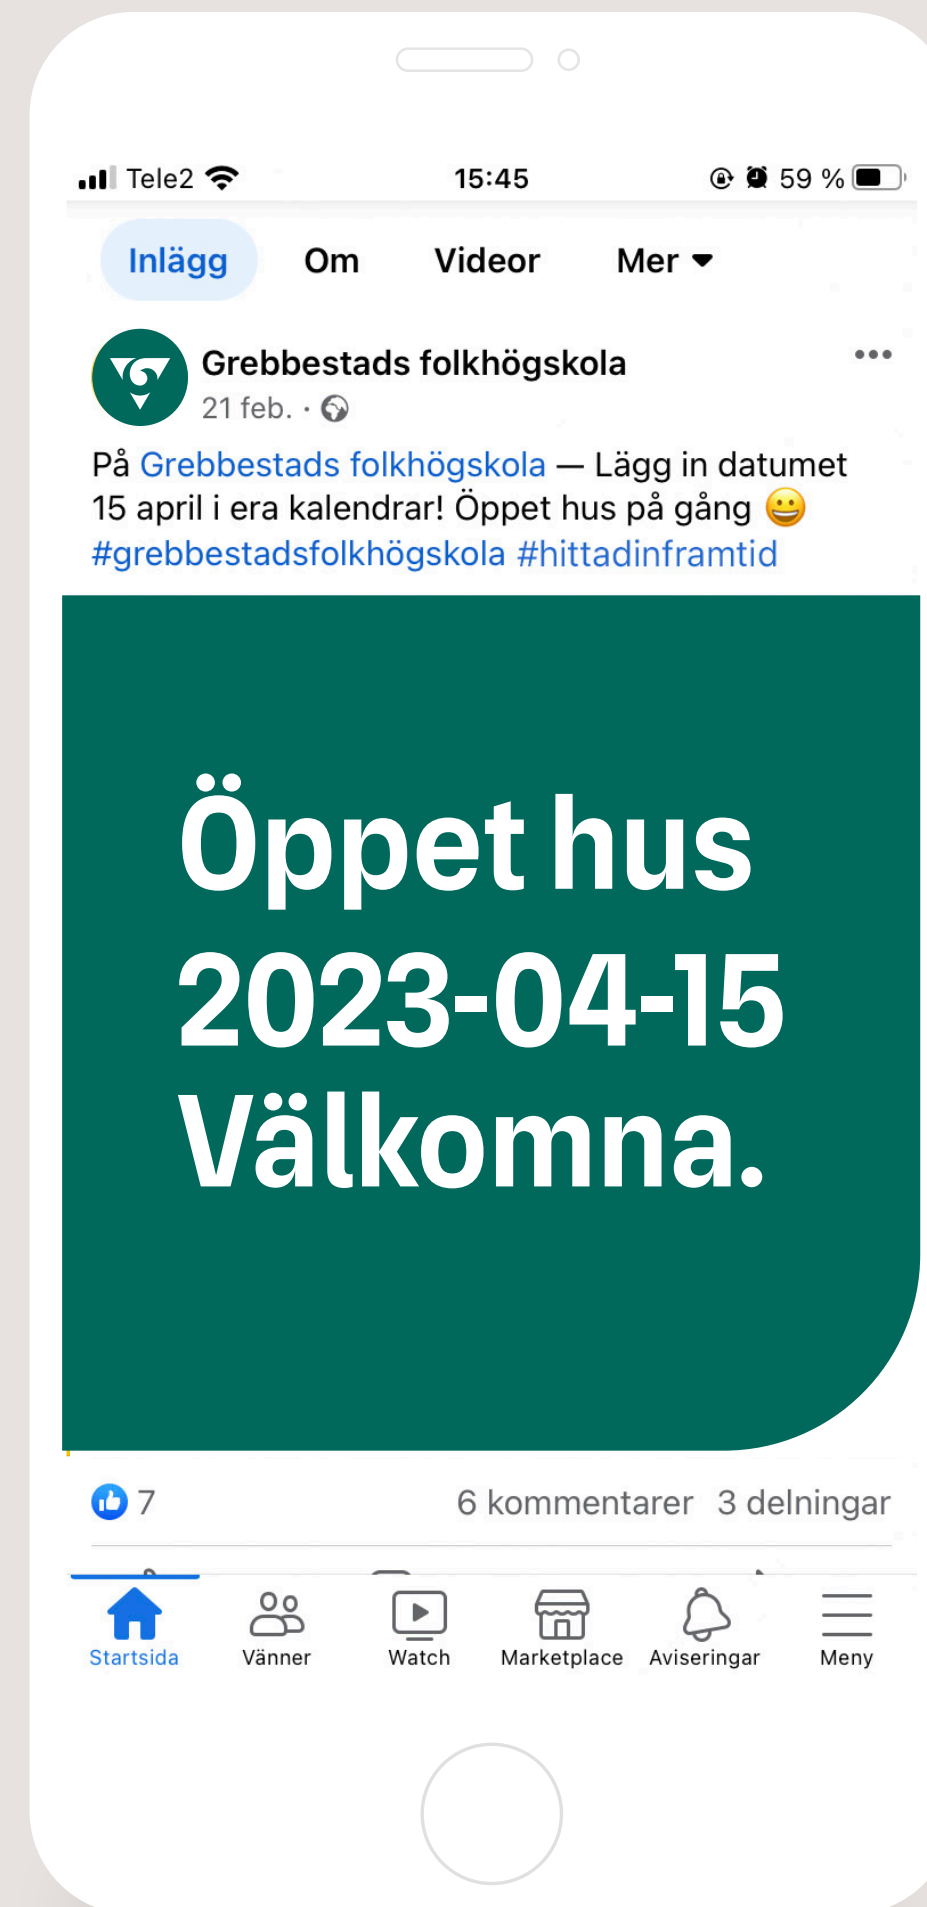 Tele2 15:45 59 %
Inlägg Om Videor Mer
Grebbestads folkhögskola
21 feb. ·
På Grebbestads folkhögskola — Lägg in datumet
15 april i era kalendrar! Öppet hus på gång 😀
#grebbestadsfolkhögskola #hittadinframtid
Öppet hus
2023-04-15
Välkomna.
7 6 kommentarer 3 delningar
Startsida Vänner Watch Marketplace Aviseringar Meny